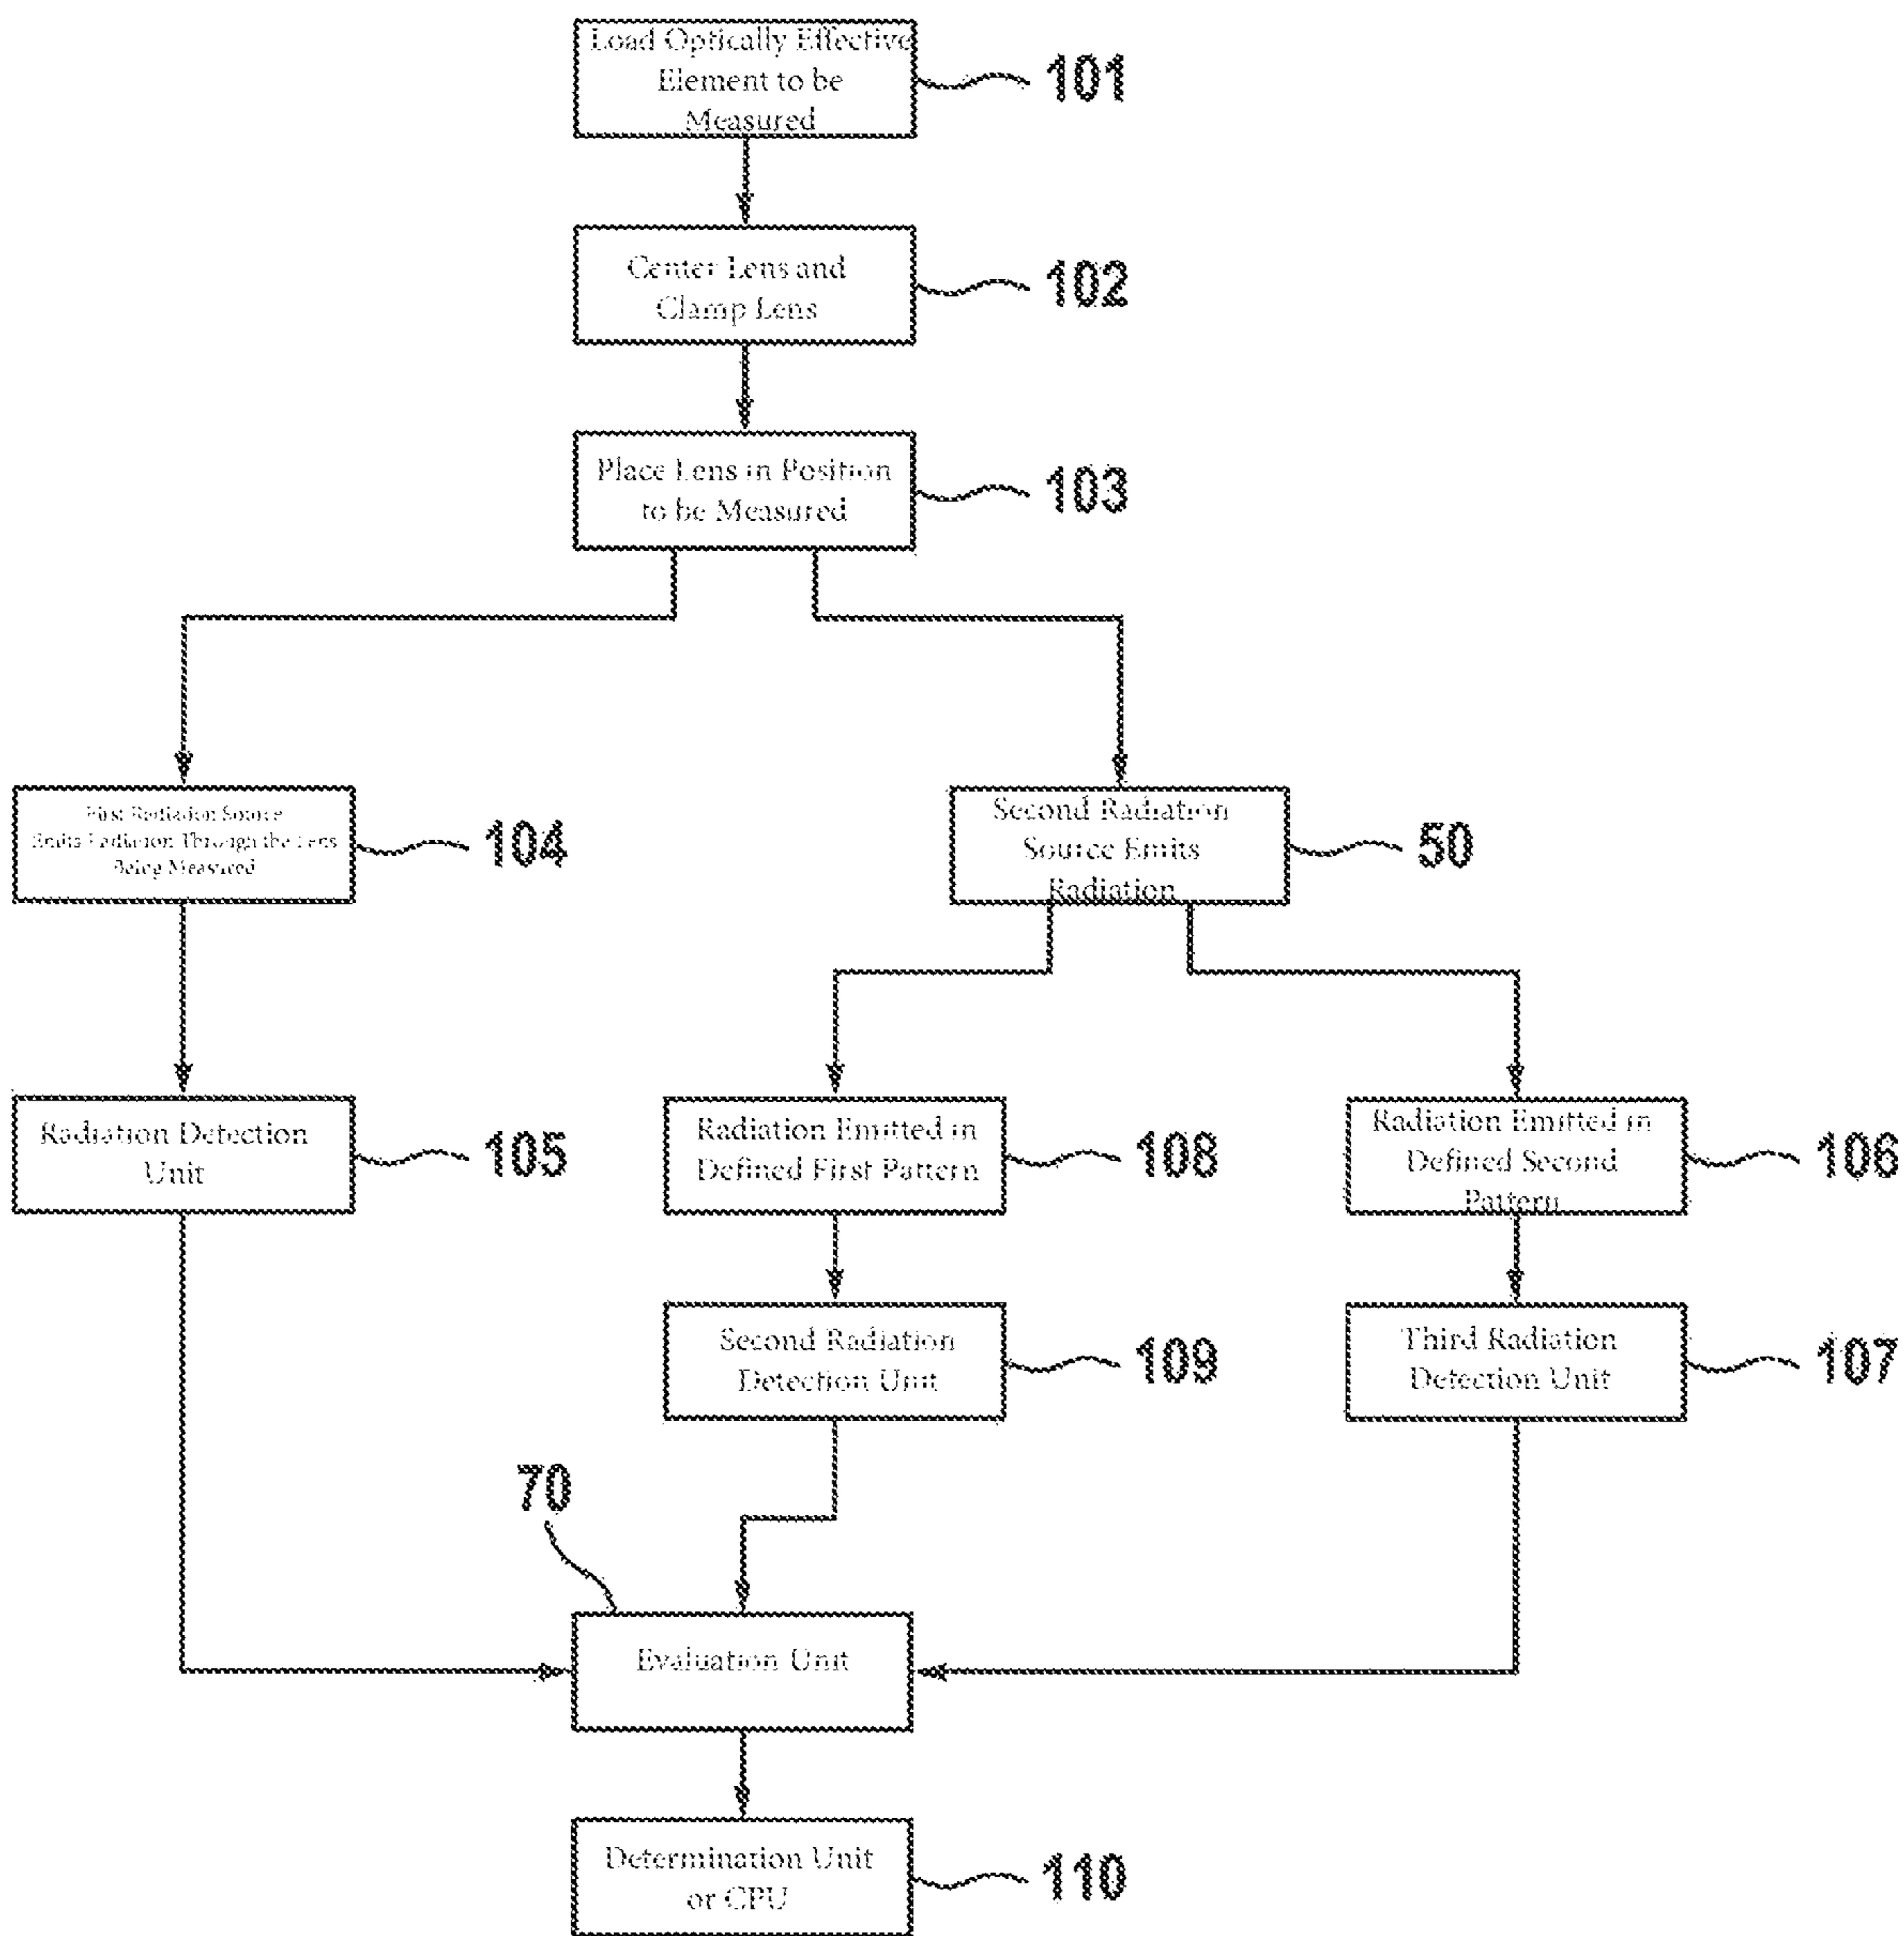 Load Optically Effective
Element to be
Measured
101
Center Lens and
Clamp Lens
102
Place Lens in Position
to be Measured
103
First Radiation Source
Emits Radiation Through the Lens
Being Measured
104
Second Radiation
Source Emits
Radiation
50
Radiation Detection
Unit
105
Radiation Emitted in
Defined First Pattern
108
Radiation Emitted in
Defined Second
Pattern
106
Second Radiation
Detection Unit
109
Third Radiation
Detection Unit
107
70
Evaluation Unit
Determination Unit
or CPU
110